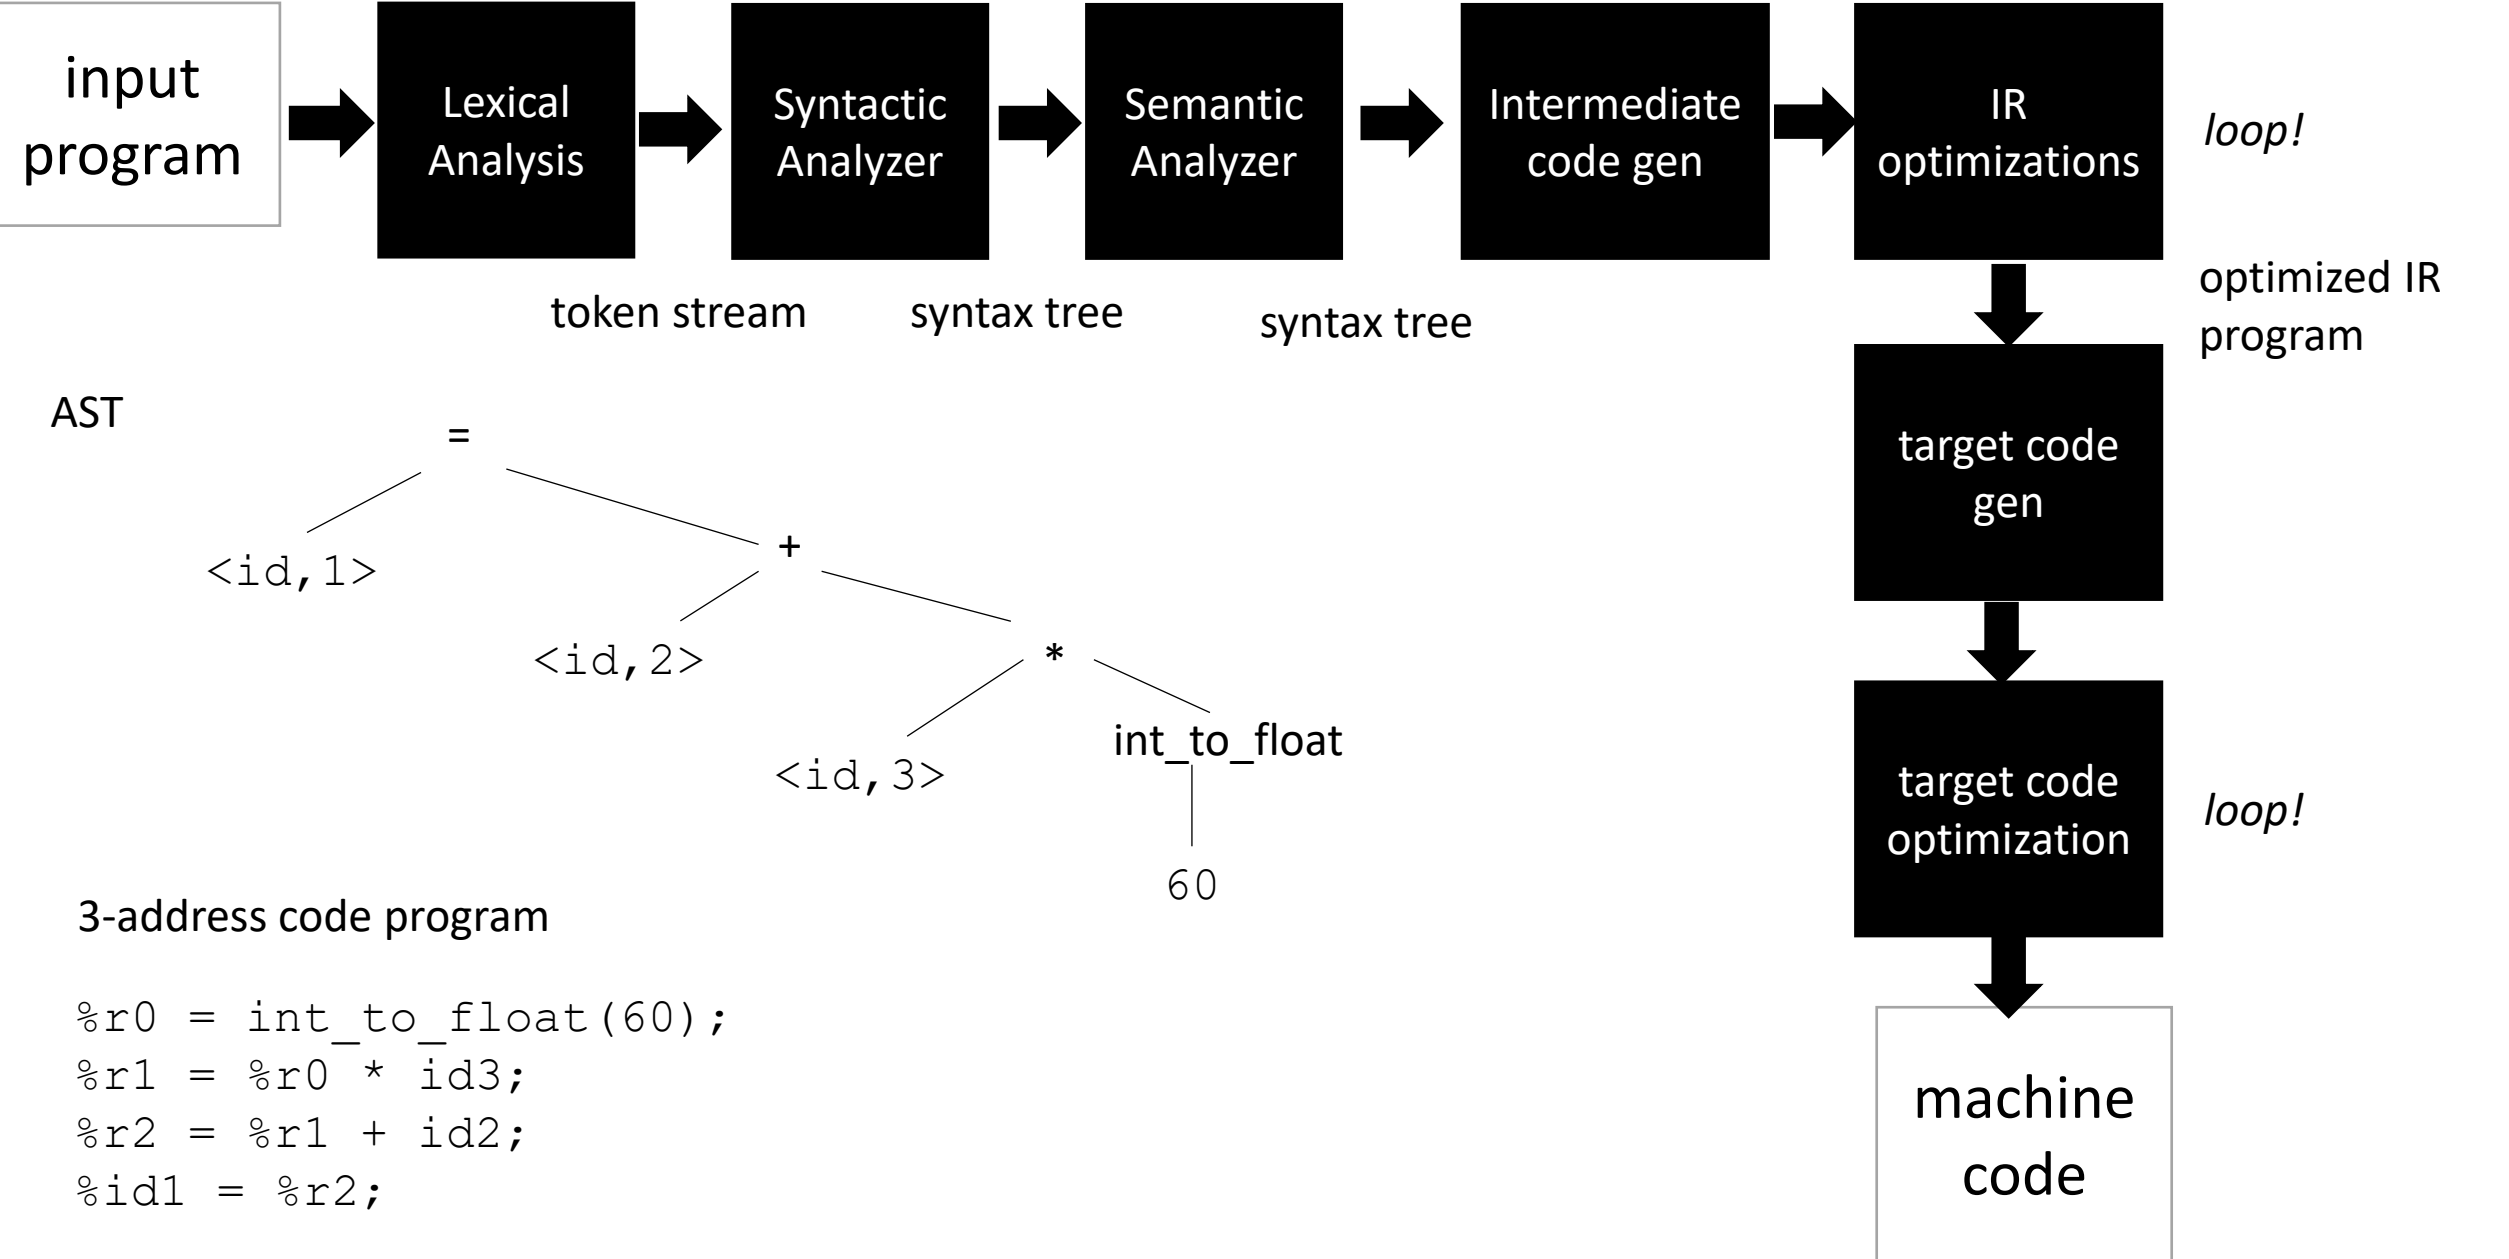 input
program
Lexical
Analysis
Syntactic
Analyzer
Semantic
Analyzer
Intermediate
code gen
IR
optimizations
loop!
token stream
syntax tree
syntax tree
optimized IR
program
AST
=
<id,1>
+
<id,2>
*
<id,3>
int_to_float
60
target code
gen
target code
optimization
loop!
3-address code program
%r0 = int_to_float(60);
%r1 = %r0 * id3;
%r2 = %r1 + id2;
%id1 = %r2;
machine
code